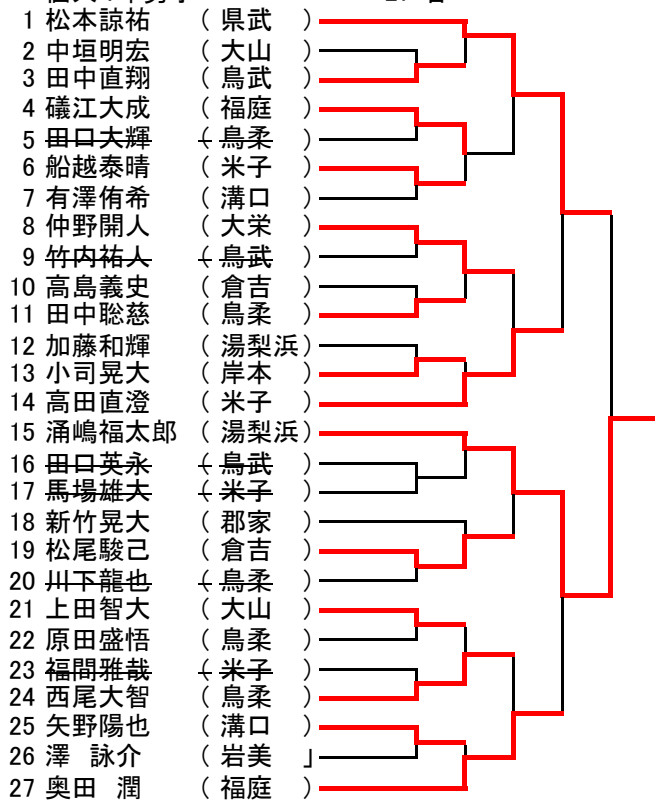 1 松本諒祐 ( 県武 )
2 中垣明宏 ( 大山 )
3 田中直翔 ( 鳥武 )
4 礒江大成 ( 福庭 )
5 田口大輝 ( 鳥柔 )
6 船越泰晴 ( 米子 )
7 有澤侑希 ( 溝口 )
8 仲野開人 ( 大栄 )
9 竹内祐人 ( 鳥武 )
10 高島義史 ( 倉吉 )
11 田中聡慈 ( 鳥柔 )
12 加藤和輝 ( 湯梨浜 )
13 小司晃大 ( 岸本 )
14 高田直澄 ( 米子 )
15 涌嶋福太郎 ( 湯梨浜 )
16 田口英永 ( 鳥武 )
17 馬場雄大 ( 米子 )
18 新竹晃大 ( 郡家 )
19 松尾駿己 ( 倉吉 )
20 川下龍也 ( 鳥柔 )
21 上田智大 ( 大山 )
22 原田盛悟 ( 鳥柔 )
23 福間雅哉 ( 米子 )
24 西尾大智 ( 鳥柔 )
25 矢野陽也 ( 溝口 )
26 澤 詠介 ( 岩美 」
27 奥田 潤 ( 福庭 )